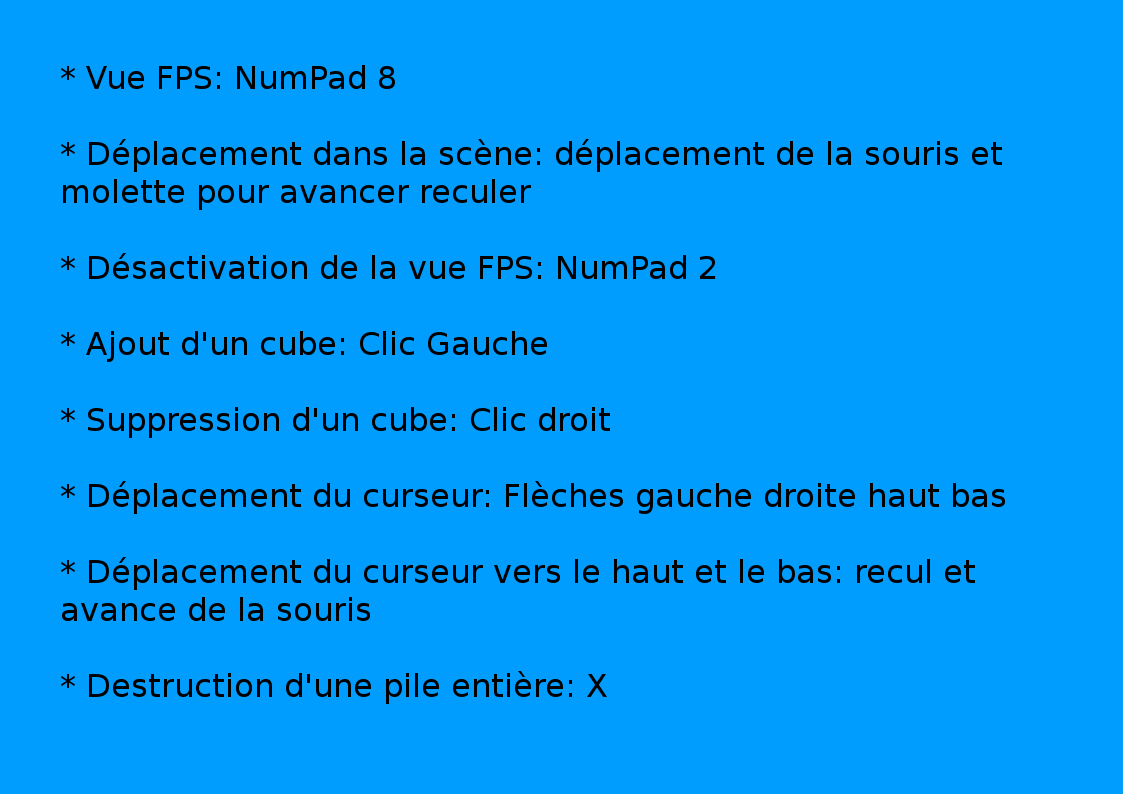 * Vue FPS: NumPad 8
* Déplacement dans la scène: déplacement de la souris et
molette pour avancer reculer
* Désactivation de la vue FPS: NumPad 2
* Ajout d'un cube: Clic Gauche
* Suppression d'un cube: Clic droit
* Déplacement du curseur: Flèches gauche droite haut bas
* Déplacement du curseur vers le haut et le bas: recul et
avance de la souris
* Destruction d'une pile entière: X